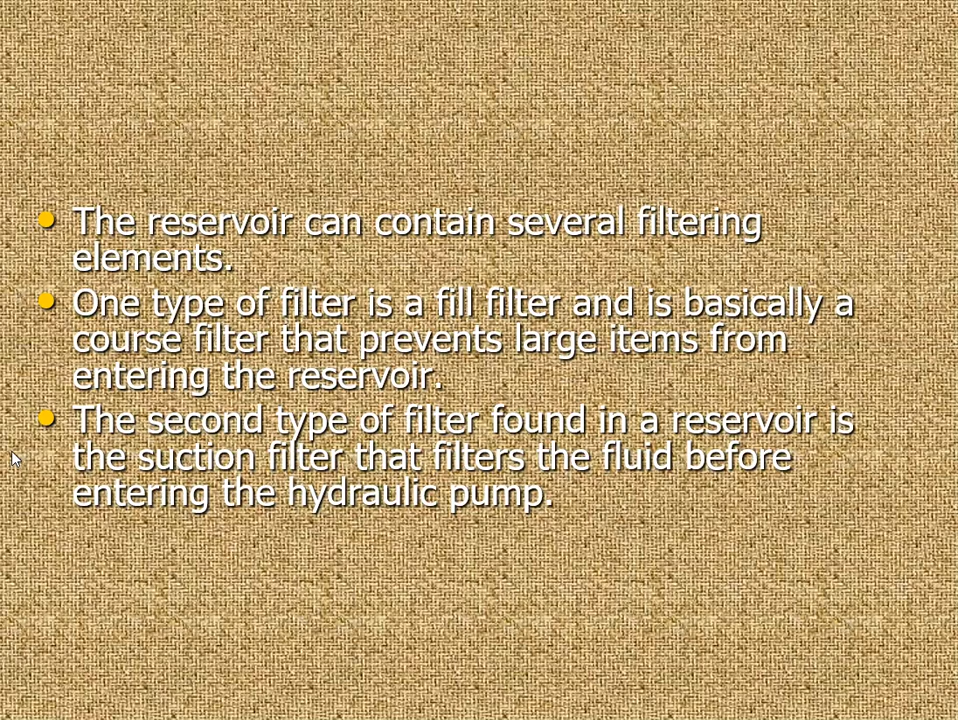 • The reservoir can contain several filtering
elements.
• One type of filter is a fill filter and is basically a
course filter that prevents large items from
entering the reservoir.
• The second type of filter found in a reservoir is
the suction filter that filters the fluid before
entering the hydraulic pump.